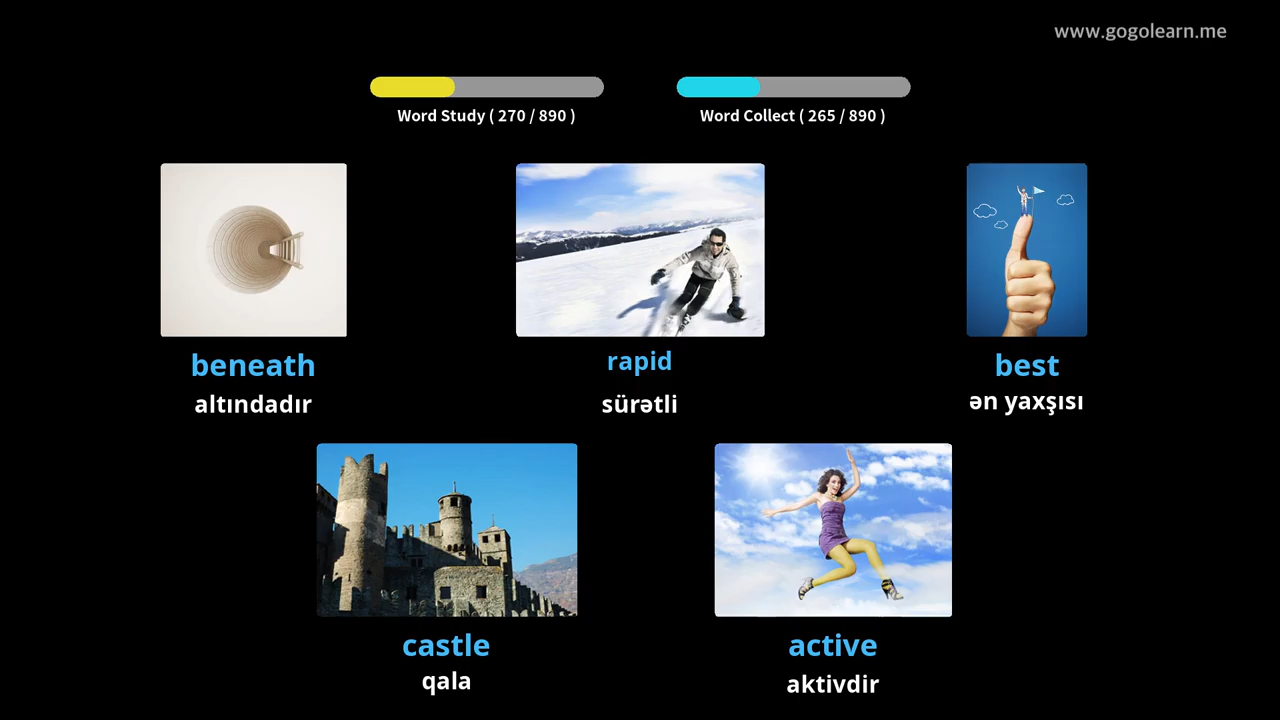 www.gogolearn.me
Word Study ( 270 / 890 )
Word Collect ( 265 / 890 )
beneath
altındadır
rapid
sürətli
best
ən yaxşısı
castle
qala
active
aktivdir